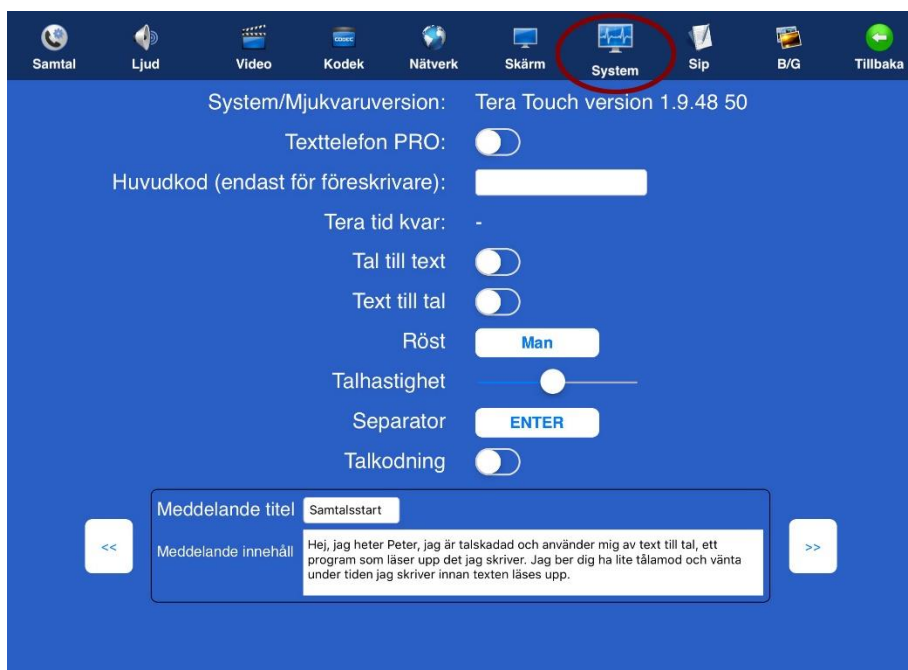 Samtal Ljud Video Kodek Nätverk Skärm System Sip B/G Tillbaka
CODEC
System/Mjukvaruversion: Tera Touch version 1.9.48 50
Texttelefon PRO:
Huvudkod (endast för föreskrivare):
Tera tid kvar: -
Tal till text
Text till tal
Röst Man
Talhastighet
Separator ENTER
Talkodning
Meddelande titel Samtalsstart
<< Meddelande innehåll >>
Hej, jag heter Peter, jag är talskadad och använder mig av text till tal, ett
program som läser upp det jag skriver. Jag ber dig ha lite tålamod och vänta
under tiden jag skriver innan texten läses upp.